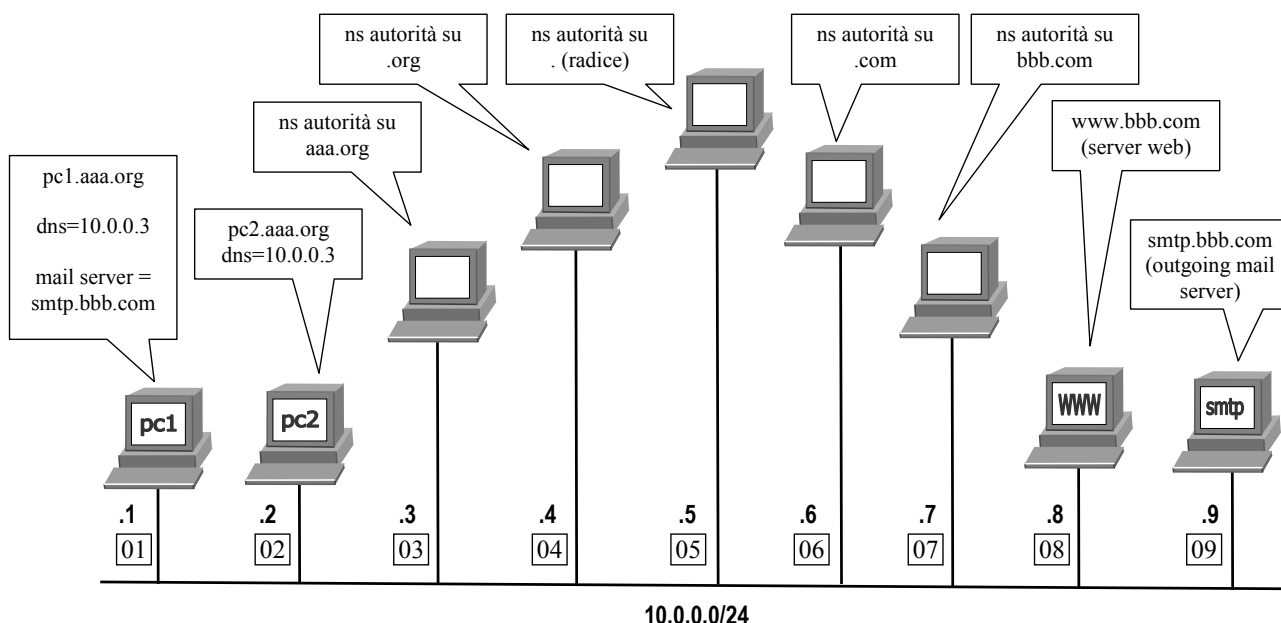 ns autorità su
.org
ns autorità su
. (radice)
ns autorità su
.com
ns autorità su
bbb.com
ns autorità su
aaa.org
www.bbb.com
(server web)
pc1.aaa.org
dns=10.0.0.3
mail server =
smtp.bbb.com
pc2.aaa.org
dns=10.0.0.3
smtp.bbb.com
(outgoing mail
server)
pc1
pc2
WWW
smtp
.1
.2
.3
.4
.5
.6
.7
.8
.9
01
02
03
04
05
06
07
08
09
10.0.0.0/24